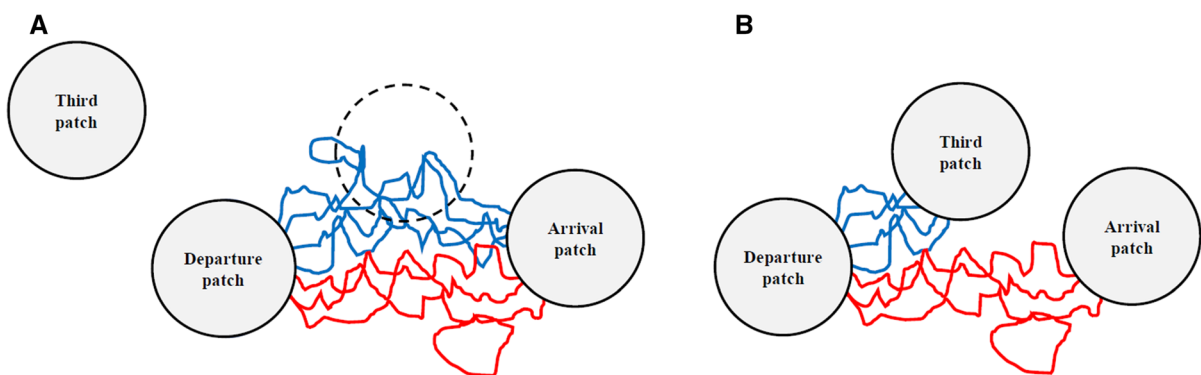 A
Third
patch
Departure
patch
Arrival
patch
B
Third
patch
Departure
patch
Arrival
patch